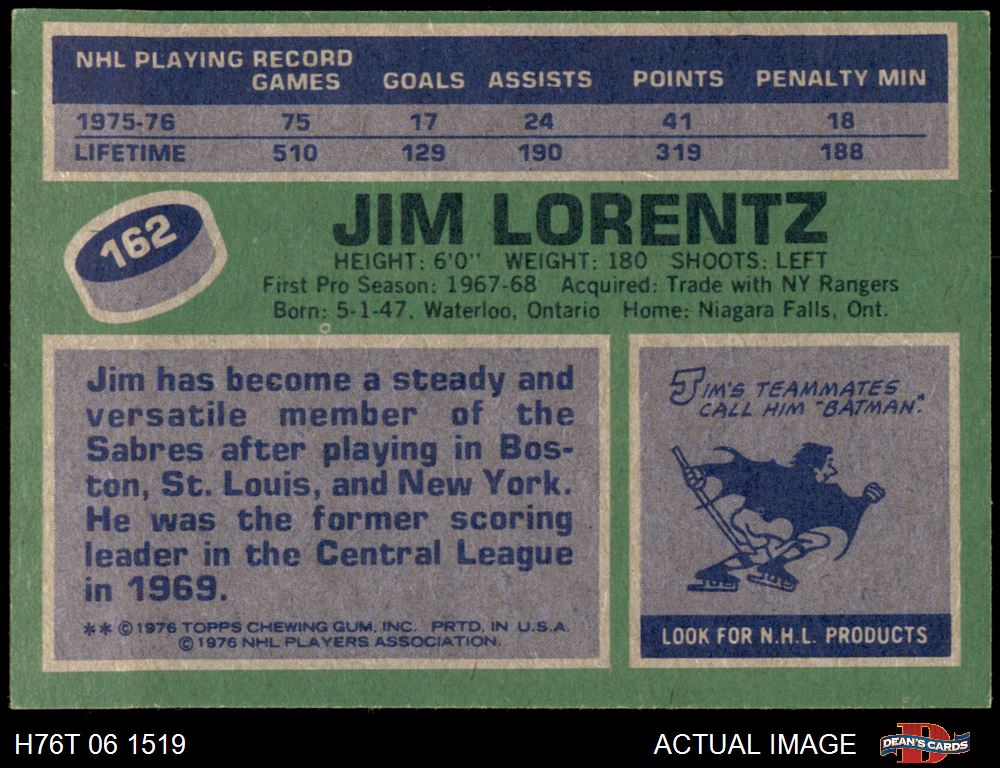 NHL PLAYING RECORD
GAMES GOALS ASSISTS POINTS PENALTY MIN
1975-76 75 17 24 41 18
LIFETIME 510 129 190 319 188
162
JIM LORENTZ
HEIGHT: 6'0" WEIGHT: 180 SHOOTS: LEFT
First Pro Season: 1967-68 Acquired: Trade with NY Rangers
Born: 5-1-47, Waterloo, Ontario Home: Niagara Falls, Ont.
Jim has become a steady and
versatile member of the
Sabres after playing in Bos-
ton, St. Louis, and New York.
He was the former scoring
leader in the Central League
in 1969.
** © 1976 TOPPS CHEWING GUM, INC. PRTD. IN U.S.A.
© 1976 NHL PLAYERS ASSOCIATION.
JIM'S TEAMMATES
CALL HIM "BATMAN".
LOOK FOR N.H.L. PRODUCTS
H76T 06 1519
ACTUAL IMAGE
D
DEAN'S CARDS